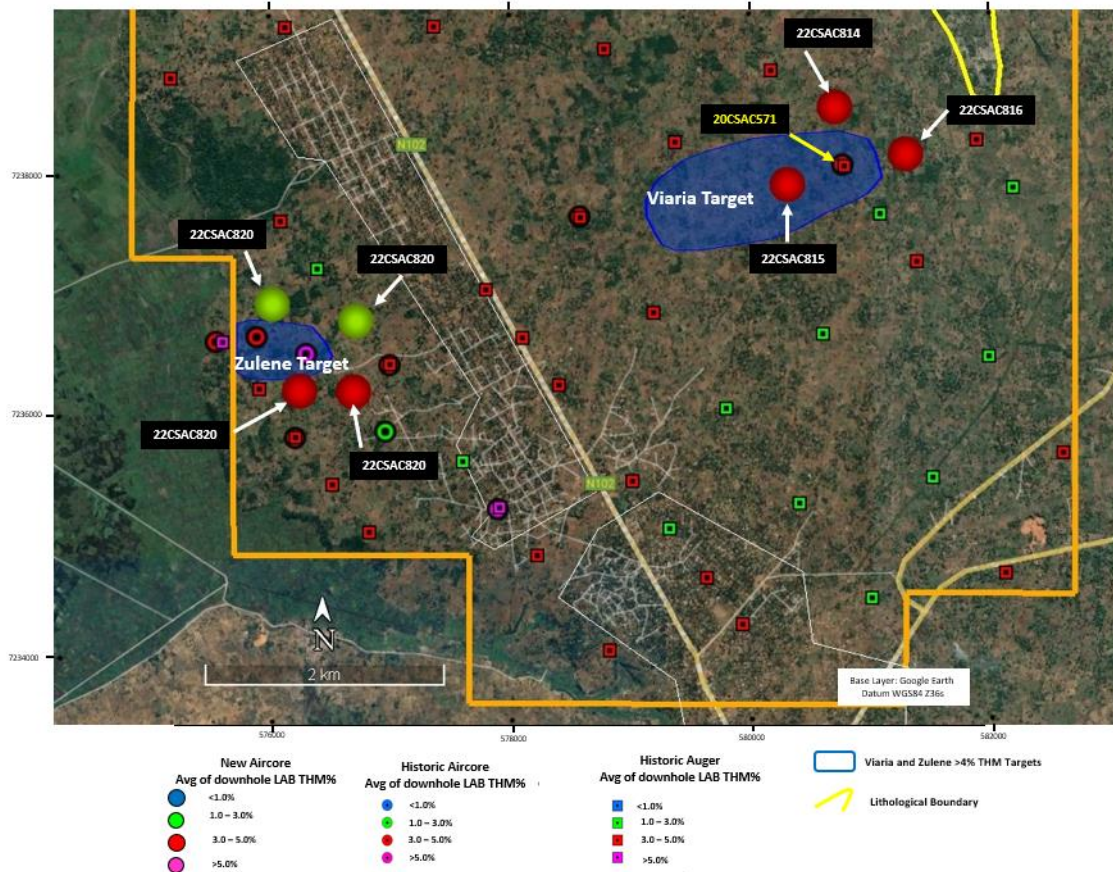 22CSAC814
22CSAC816
20CSAC571
N102
7238000
Viaria Target
22CSAC820
22CSAC820
22CSAC815
Zulene Target
7236000
22CSAC820
22CSAC820
N102
N
7234000
2 km
Base Layer: Google Earth
Datum WGS84 Z36s
576000
578000
580000
582000
New Aircore
Avg of downhole LAB THM%
<1.0%
1.0 – 3.0%
3.0 – 5.0%
>5.0%
Historic Aircore
Avg of downhole LAB THM%
<1.0%
1.0 – 3.0%
3.0 – 5.0%
>5.0%
Historic Auger
Avg of downhole LAB THM%
<1.0%
1.0 – 3.0%
3.0 – 5.0%
>5.0%
Viaria and Zulene >4% THM Targets
Lithological Boundary